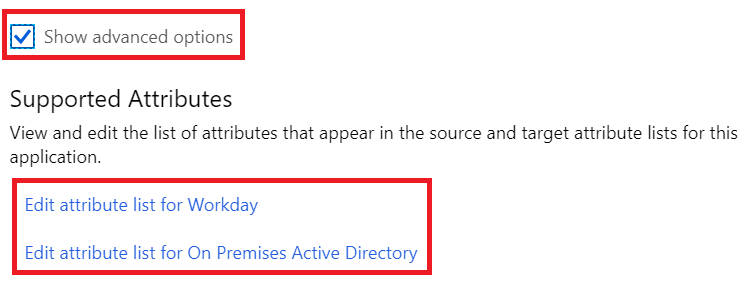 Show advanced options
Supported Attributes
View and edit the list of attributes that appear in the source and target attribute lists for this
application.
Edit attribute list for Workday
Edit attribute list for On Premises Active Directory